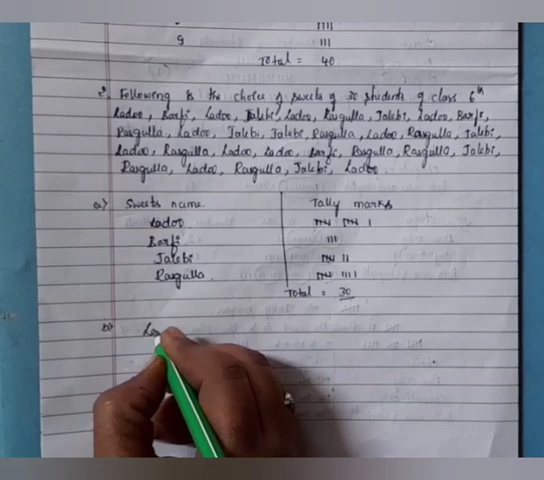 9 |||
Total = 40
2) Following is the choice of sweets of 30 students of class 6th
Ladoo, Barfi, Ladoo, Jalebi, Ladoo, Rasgulla, Jalebi, Ladoo, Barfi,
Rasgulla, Ladoo, Jalebi, Jalebi, Rasgulla, Ladoo, Rasgulla, Jalebi,
Ladoo, Rasgulla, Ladoo, Ladoo, Barfi, Rasgulla, Rasgulla, Jalebi,
Rasgulla, Ladoo, Rasgulla, Jalebi, Ladoo
a) Sweets name Tally marks
Ladoo |||| |||| |
Barfi |||
Jalebi |||| ||
Rasgulla |||| ||||
Total = 30
b)